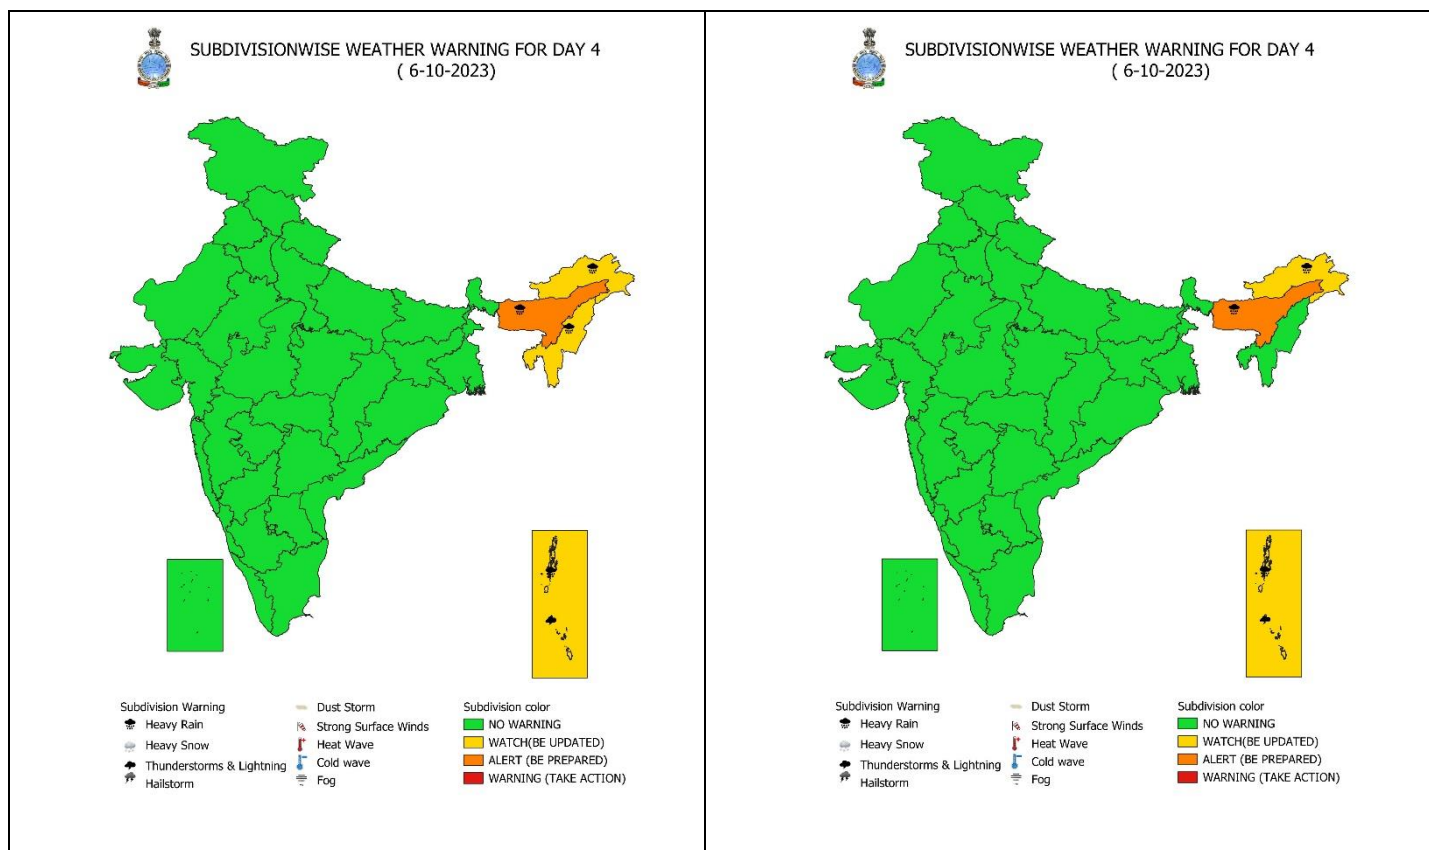 SUBDIVISIONWISE WEATHER WARNING FOR DAY 4
( 6-10-2023)
Subdivision Warning
Heavy Rain
Heavy Snow
Thunderstorms & Lightning
Hailstorm
Dust Storm
Strong Surface Winds
Heat Wave
Cold wave
Fog
Subdivision color
NO WARNING
WATCH(BE UPDATED)
ALERT (BE PREPARED)
WARNING (TAKE ACTION)
SUBDIVISIONWISE WEATHER WARNING FOR DAY 4
( 6-10-2023)
Subdivision Warning
Heavy Rain
Heavy Snow
Thunderstorms & Lightning
Hailstorm
Dust Storm
Strong Surface Winds
Heat Wave
Cold wave
Fog
Subdivision color
NO WARNING
WATCH(BE UPDATED)
ALERT (BE PREPARED)
WARNING (TAKE ACTION)